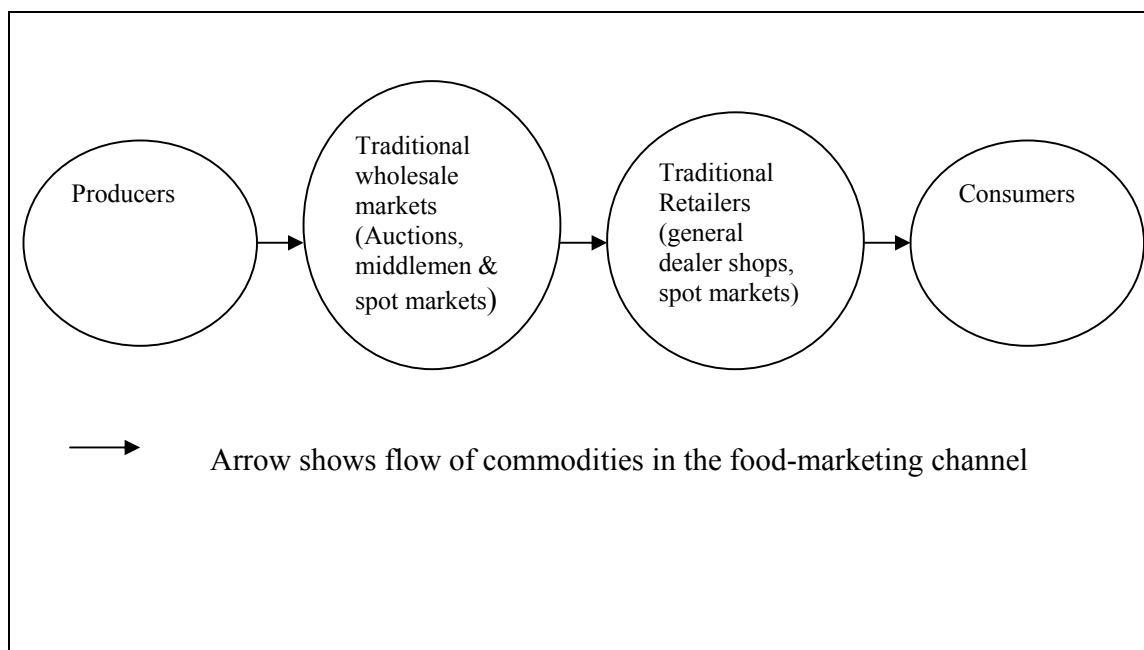 Producers
Traditional
wholesale
markets
(Auctions,
middlemen &
spot markets)
Traditional
Retailers
(general
dealer shops,
spot markets)
Consumers
Arrow shows flow of commodities in the food-marketing channel